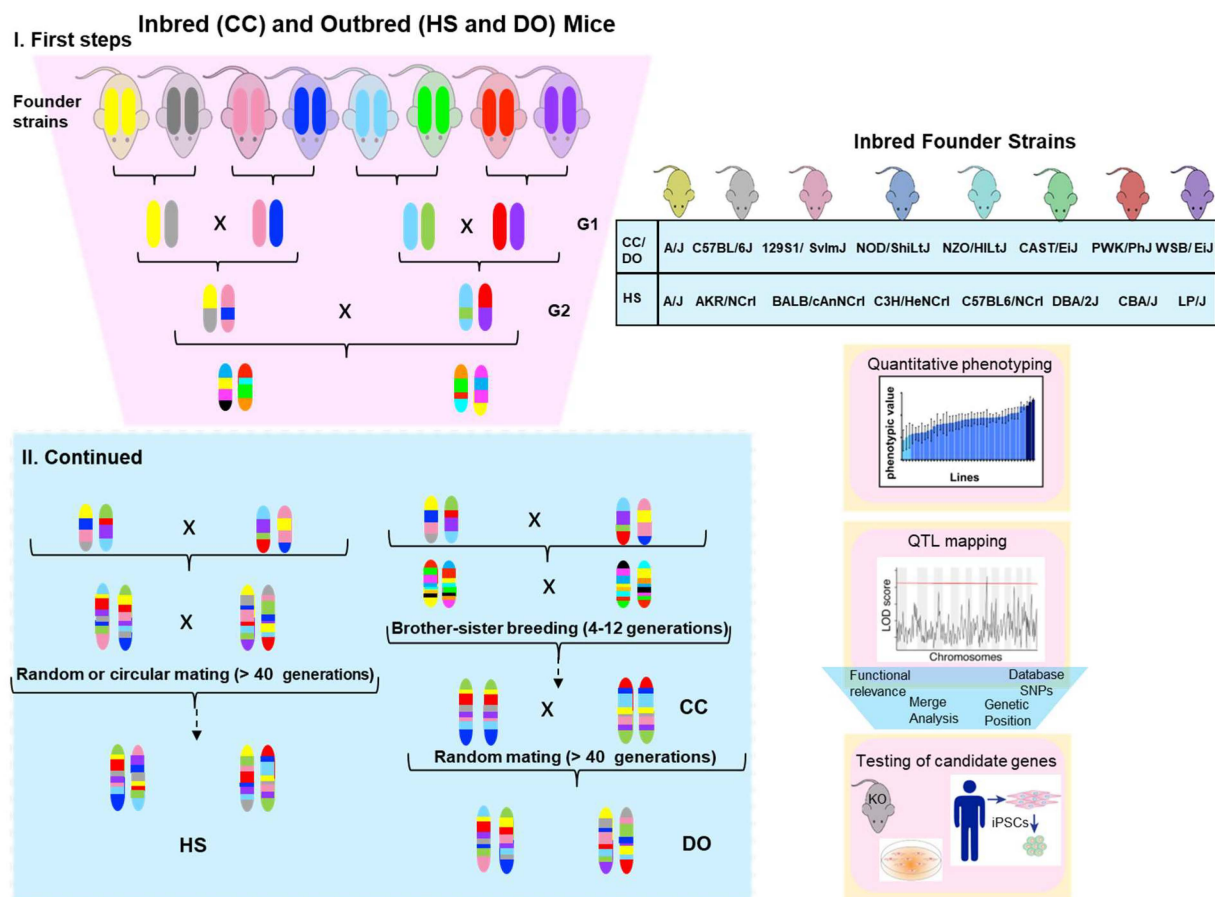 Inbred (CC) and Outbred (HS and DO) Mice
I. First steps
Founder
strains
X
X
G1
X
G2
Inbred Founder Strains
CC/
DO
A/J C57BL/6J 129S1/ SvlmJ NOD/ShiLtJ NZO/HILtJ CAST/EiJ PWK/PhJ WSB/ EiJ
HS
A/J AKR/NCrl BALB/cAnNCrl C3H/HeNCrl C57BL6/NCrl DBA/2J CBA/J LP/J
II. Continued
X
X
Random or circular mating (> 40 generations)
HS
X
X
Brother-sister breeding (4-12 generations)
X
CC
Random mating (> 40 generations)
DO
Quantitative phenotyping
phenotypic value
Lines
QTL mapping
LOD score
Chromosomes
Functional
relevance
Database
SNPs
Merge
Analysis
Genetic
Position
Testing of candidate genes
KO
iPSCs